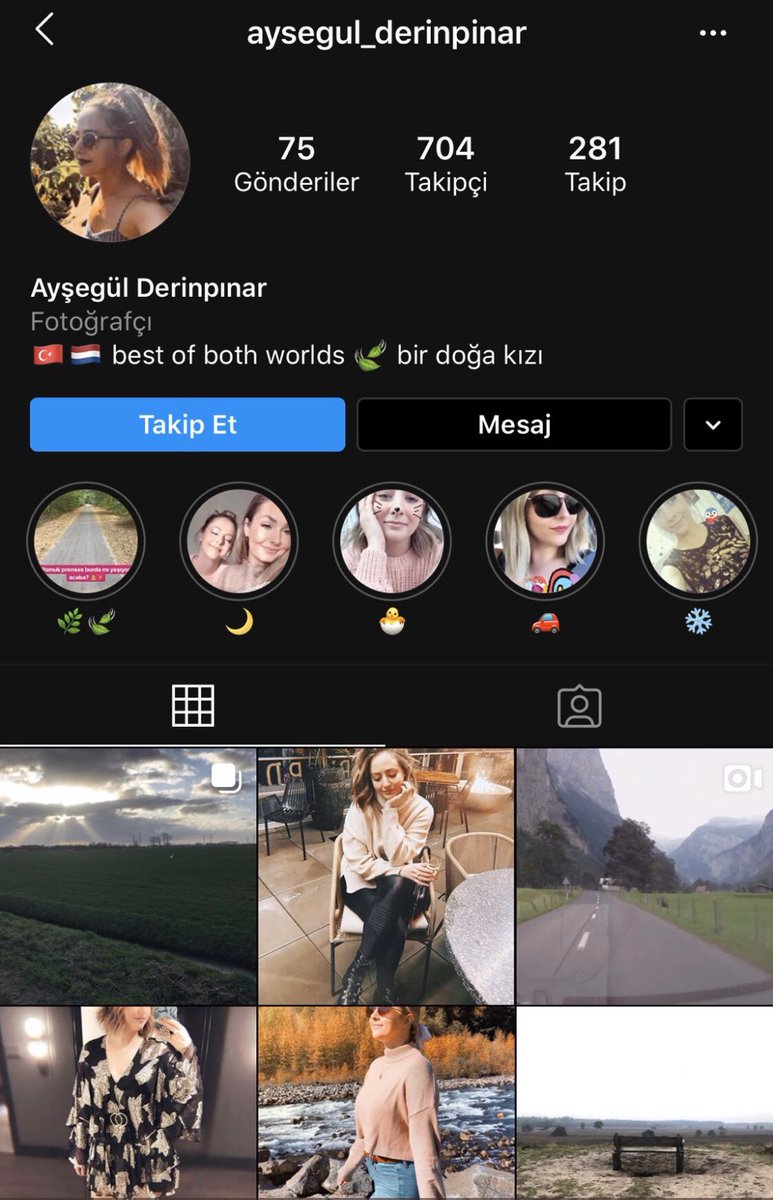 aysegul_derinpinar
75 704 281
Gönderiler Takipçi Takip
Ayşegül Derinpınar
Fotoğrafçı
🇹🇷 🇳🇱 best of both worlds 🍃 bir doğa kızı
Takip Et Mesaj
Pamuk prenses burda mı yaşıyor
acaba?